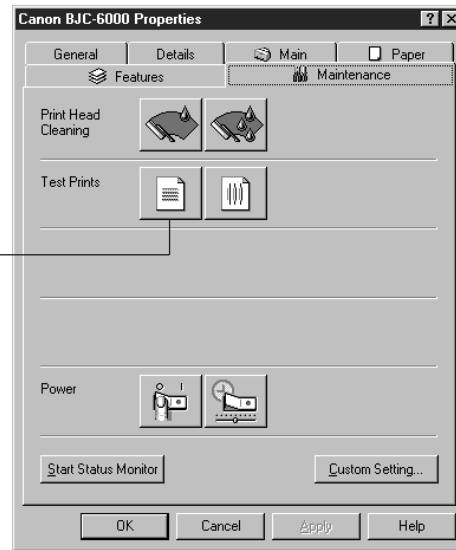 Canon BJC-6000 Properties
General Details Main Paper
Features Maintenance
Print Head
Cleaning
Test Prints
Power
Start Status Monitor Custom Setting...
OK Cancel Apply Help